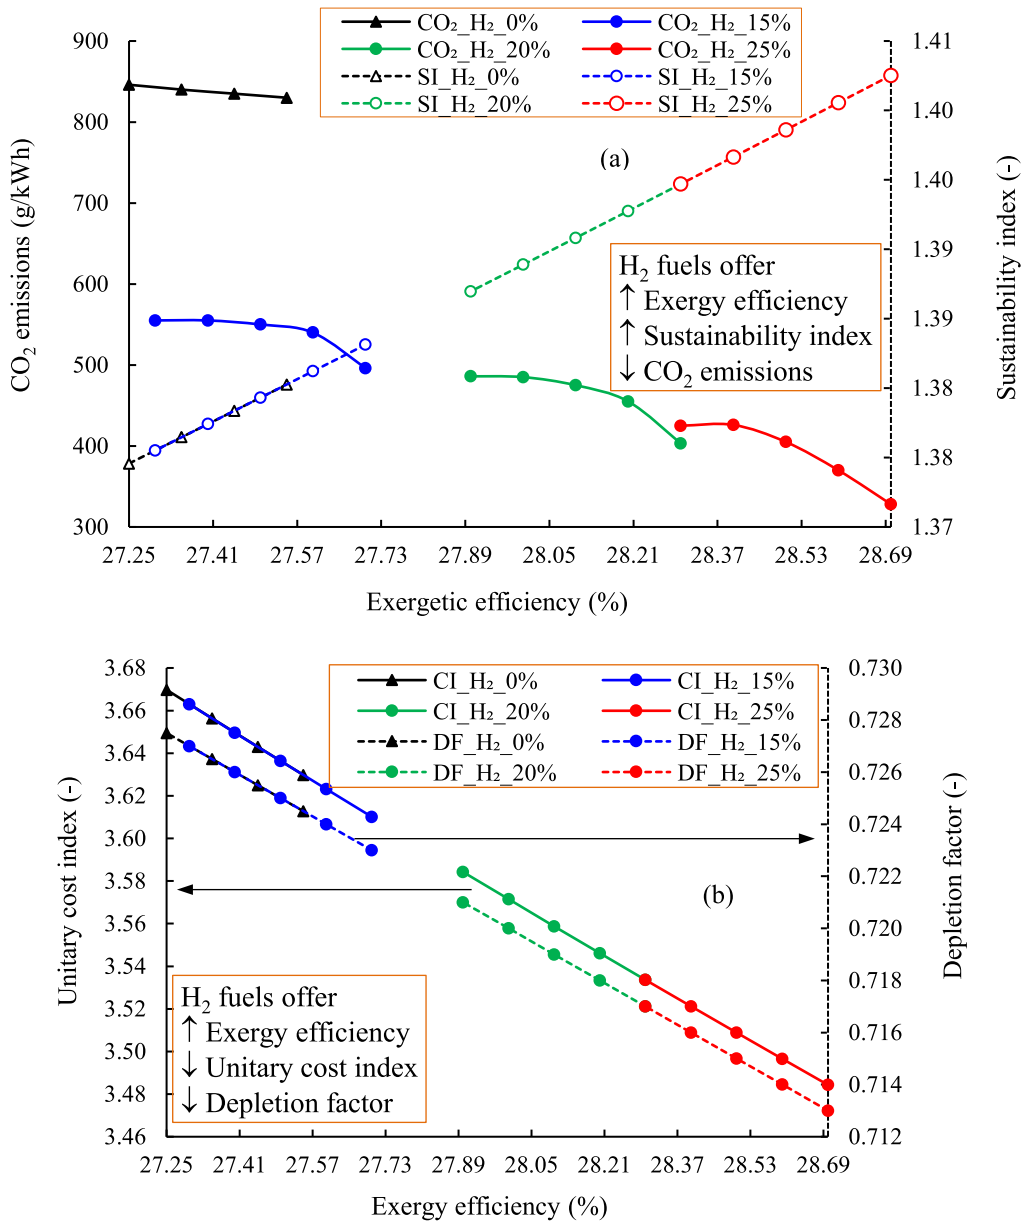 CO₂_H₂_0% CO₂_H₂_15%
CO₂_H₂_20% CO₂_H₂_25%
SI_H₂_0% SI_H₂_15%
SI_H₂_20% SI_H₂_25%
900
800
700
600
500
400
300
CO₂ emissions (g/kWh)
(a)
H₂ fuels offer
↑ Exergy efficiency
↑ Sustainability index
↓ CO₂ emissions
1.41
1.40
1.40
1.39
1.39
1.38
1.38
1.37
Sustainability index (-)
27.25 27.41 27.57 27.73 27.89 28.05 28.21 28.37 28.53 28.69
Exergetic efficiency (%)
CI_H₂_0% CI_H₂_15%
CI_H₂_20% CI_H₂_25%
DF_H₂_0% DF_H₂_15%
DF_H₂_20% DF_H₂_25%
3.68
3.66
3.64
3.62
3.60
3.58
3.56
3.54
3.52
3.50
3.48
3.46
Unitary cost index (-)
(b)
H₂ fuels offer
↑ Exergy efficiency
↓ Unitary cost index
↓ Depletion factor
0.730
0.728
0.726
0.724
0.722
0.720
0.718
0.716
0.714
0.712
Depletion factor (-)
27.25 27.41 27.57 27.73 27.89 28.05 28.21 28.37 28.53 28.69
Exergy efficiency (%)